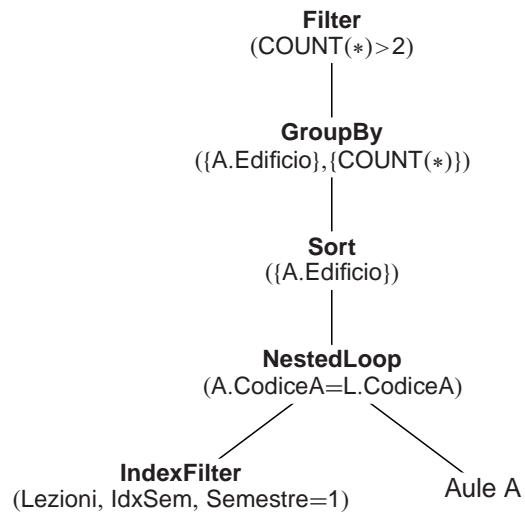 Filter
(COUNT(∗)>2)
GroupBy
({A.Edificio},{COUNT(∗)})
Sort
({A.Edificio})
NestedLoop
(A.CodiceA=L.CodiceA)
IndexFilter
(Lezioni, IdxSem, Semestre=1)
Aule A